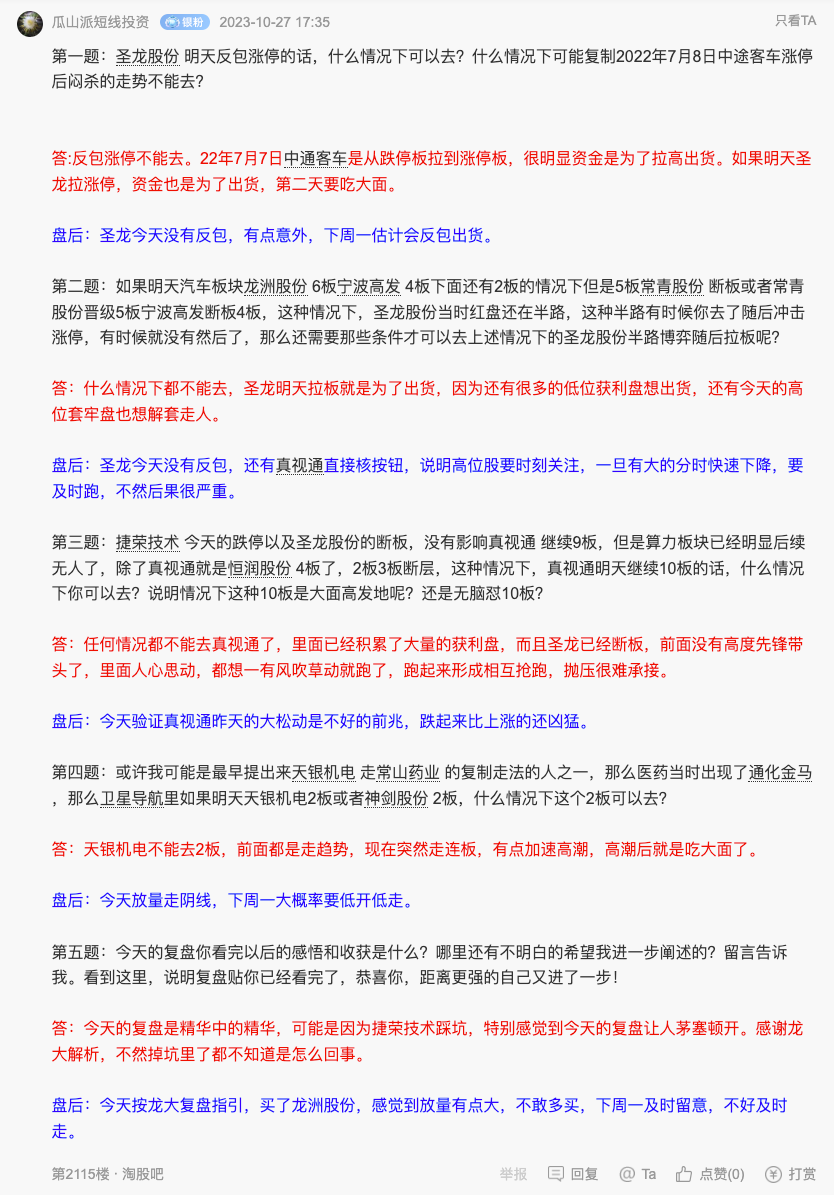 瓜山派短线投资 银粉 2023-10-27 17:35 只看TA
第一题：圣龙股份 明天反包涨停的话，什么情况下可以去？什么情况下可能复制2022年7月8日中途客车涨停
后闷杀的走势不能去?
答:反包涨停不能去。22年7月7日中通客车是从跌停板拉到涨停板，很明显资金是为了拉高出货。如果明天圣
龙拉涨停，资金也是为了出货，第二天要吃大面。
盘后：圣龙今天没有反包，有点意外，下周一估计会反包出货。
第二题：如果明天汽车板块龙洲股份 6板宁波高发 4板下面还有2板的情况下但是5板常青股份 断板或者常青
股份晋级5板宁波高发断板4板，这种情况下，圣龙股份当时红盘还在半路，这种半路有时候你去了随后冲击
涨停，有时候就没有然后了，那么还需要那些条件才可以去上述情况下的圣龙股份半路博弈随后拉板呢?
答：什么情况下都不能去，圣龙明天拉板就是为了出货，因为还有很多的低位获利盘想出货，还有今天的高
位套牢盘也想解套走人。
盘后：圣龙今天没有反包，还有真视通直接核按钮，说明高位股要时刻关注，一旦有大的分时快速下降，要
及时跑，不然后果很严重。
第三题：捷荣技术 今天的跌停以及圣龙股份的断板，没有影响真视通 继续9板，但是算力板块已经明显后续
无人了，除了真视通就是恒润股份 4板了，2板3板断层，这种情况下，真视通明天继续10板的话，什么情况
下你可以去？说明情况下这种10板是大面高发地呢？还是无脑怼10板?
答：任何情况都不能去真视通了，里面已经积累了大量的获利盘，而且圣龙已经断板，前面没有高度先锋带
头了，里面人心思动，都想一有风吹草动就跑了，跑起来形成相互抢跑，抛压很难承接。
盘后：今天验证真视通昨天的大松动是不好的前兆，跌起来比上涨的还凶猛。
第四题：或许我可能是最早提出来天银机电 走常山药业 的复制走法的人之一，那么医药当时出现了通化金马
，那么卫星导航里如果明天天银机电2板或者神剑股份 2板，什么情况下这个2板可以去?
答：天银机电不能去2板，前面都是走趋势，现在突然走连板，有点加速高潮，高潮后就是吃大面了。
盘后：今天放量走阴线，下周一大概率要低开低走。
第五题：今天的复盘你看完以后的感悟和收获是什么？哪里还有不明白的希望我进一步阐述的？留言告诉
我。看到这里，说明复盘贴你已经看完了，恭喜你，距离更强的自己又进了一步！
答：今天的复盘是精华中的精华，可能是因为捷荣技术踩坑，特别感觉到今天的复盘让人茅塞顿开。感谢龙
大解析，不然掉坑里了都不知道是怎么回事。
盘后：今天按龙大复盘指引，买了龙洲股份，感觉到放量有点大，不敢多买，下周一及时留意，不好及时
走。
第2115楼 · 淘股吧 举报 回复 @ Ta 点赞(0) 打赏